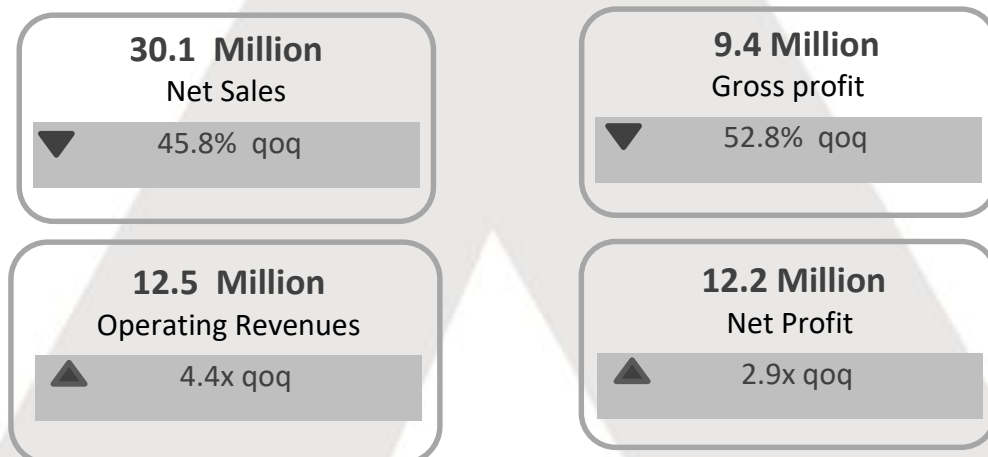 30.1 Million
Net Sales
45.8% qoq
9.4 Million
Gross profit
52.8% qoq
12.5 Million
Operating Revenues
4.4x qoq
12.2 Million
Net Profit
2.9x qoq